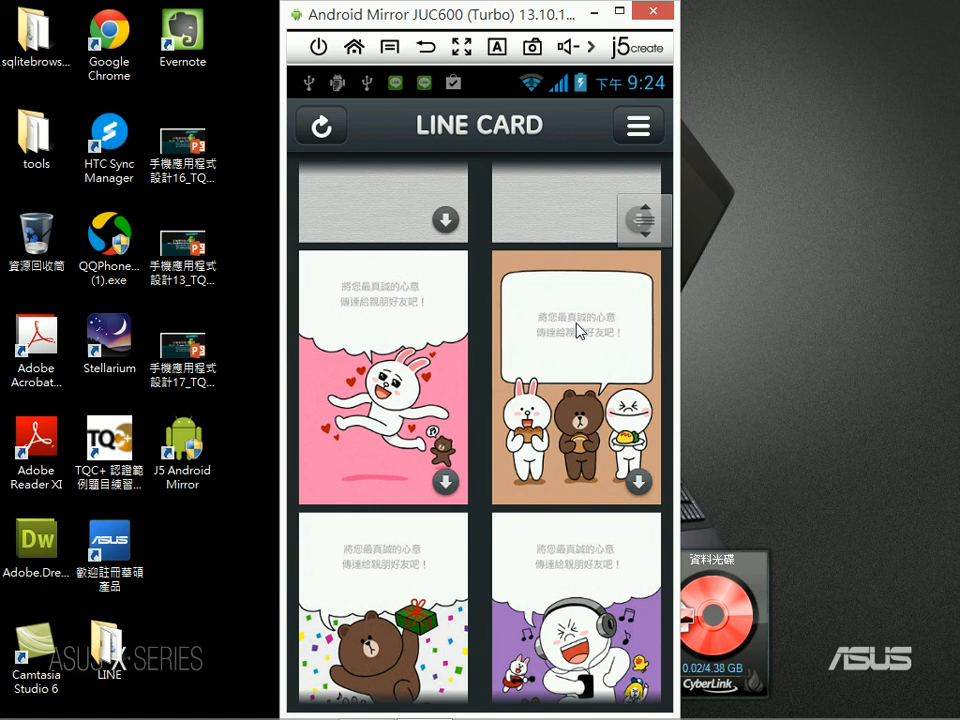 sqlitebrows...
Google
Chrome
Evernote
tools
HTC Sync
Manager
手機應用程式
設計16_TQ...
資源回收筒
QQPhone...
(1).exe
手機應用程式
設計13_TQ...
Adobe
Acrobat...
Stellarium
手機應用程式
設計17_TQ...
Adobe
Reader XI
TQC+
TQC+ 認證範
例題目練習...
J5 Android
Mirror
Dw
Adobe.Dre...
ASUS
歡迎註冊華碩
產品
Camtasia
Studio 6
LINE
ASUS X-SERIES
Android Mirror JUC600 (Turbo) 13.10.1...
j5create
下午 9:24
LINE CARD
將您最真誠的心意
傳達給親朋好友吧！
將您最真誠的心意
傳達給親朋好友吧！
將您最真誠的心意
傳達給親朋好友吧！
將您最真誠的心意
傳達給親朋好友吧！
資料光碟
0.02/4.38 GB
CyberLink
ASUS